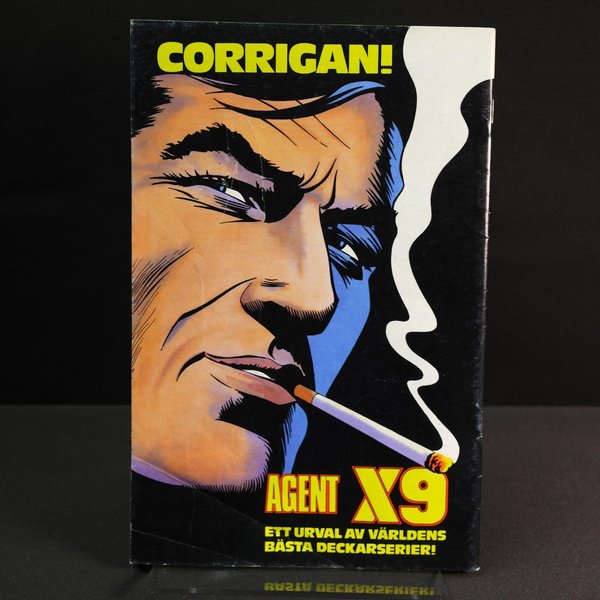 CORRIGAN!
AGENT X9
ETT URVAL AV VÄRLDENS
BÄSTA DECKARSERIER!